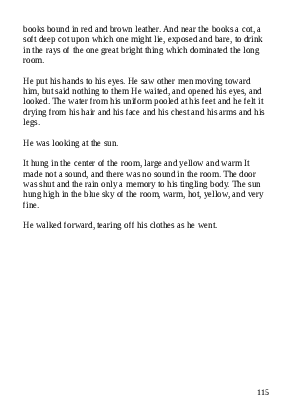 books bound in red and brown leather. And near the books a cot, a
soft deep cot upon which one might lie, exposed and bare, to drink
in the rays of the one great bright thing which dominated the long
room.
He put his hands to his eyes. He saw other men moving toward
him, but said nothing to them He waited, and opened his eyes, and
looked. The water from his uniform pooled at his feet and he felt it
drying from his hair and his face and his chest and his arms and his
legs.
He was looking at the sun.
It hung in the center of the room, large and yellow and warm It
made not a sound, and there was no sound in the room. The door
was shut and the rain only a memory to his tingling body. The sun
hung high in the blue sky of the room, warm, hot, yellow, and very
fine.
He walked forward, tearing off his clothes as he went.
115